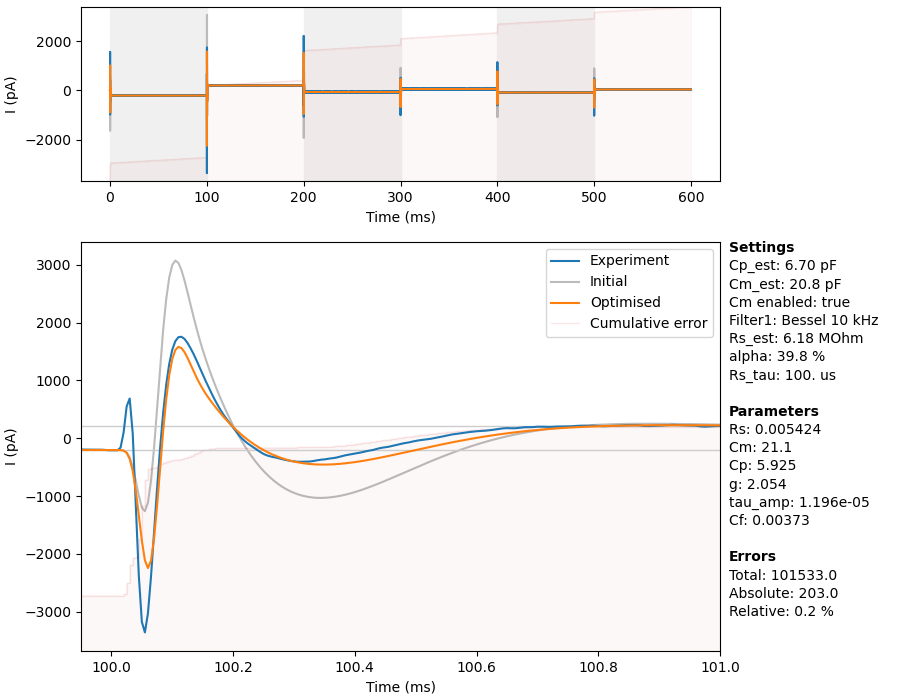 2000
0
−2000
I (pA)
0 100 200 300 400 500 600
Time (ms)
3000
2000
1000
0
−1000
−2000
−3000
I (pA)
100.0 100.2 100.4 100.6 100.8 101.0
Time (ms)
Experiment
Initial
Optimised
Cumulative error
Settings
Cp_est: 6.70 pF
Cm_est: 20.8 pF
Cm enabled: true
Filter1: Bessel 10 kHz
Rs_est: 6.18 MOhm
alpha: 39.8 %
Rs_tau: 100. us
Parameters
Rs: 0.005424
Cm: 21.1
Cp: 5.925
g: 2.054
tau_amp: 1.196e-05
Cf: 0.00373
Errors
Total: 101533.0
Absolute: 203.0
Relative: 0.2 %